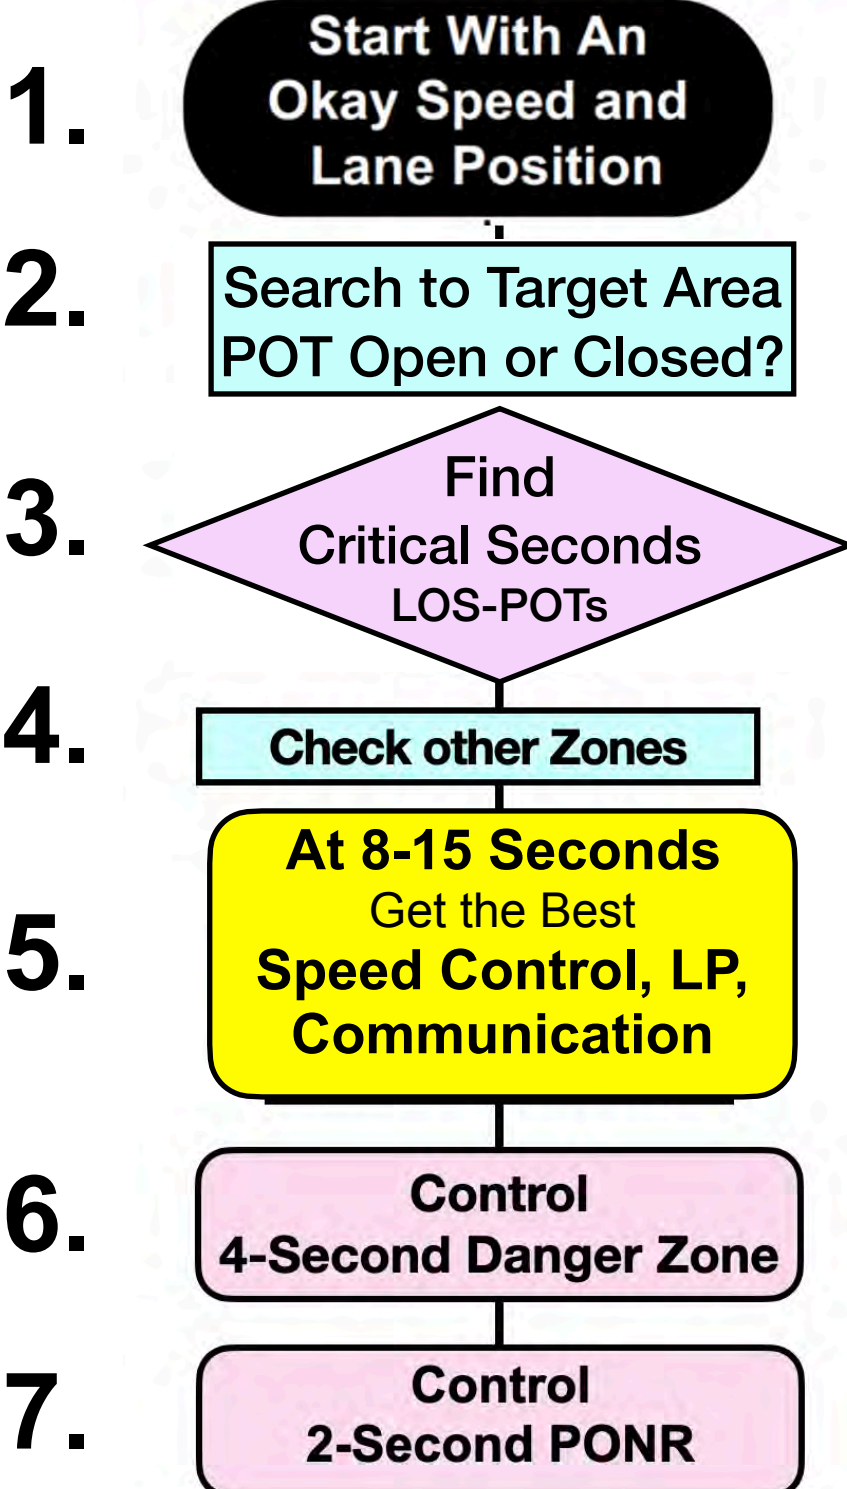 1.
Start With An
Okay Speed and
Lane Position
2.
Search to Target Area
POT Open or Closed?
3.
Find
Critical Seconds
LOS-POTs
4.
Check other Zones
5.
At 8-15 Seconds
Get the Best
Speed Control, LP,
Communication
6.
Control
4-Second Danger Zone
7.
Control
2-Second PONR